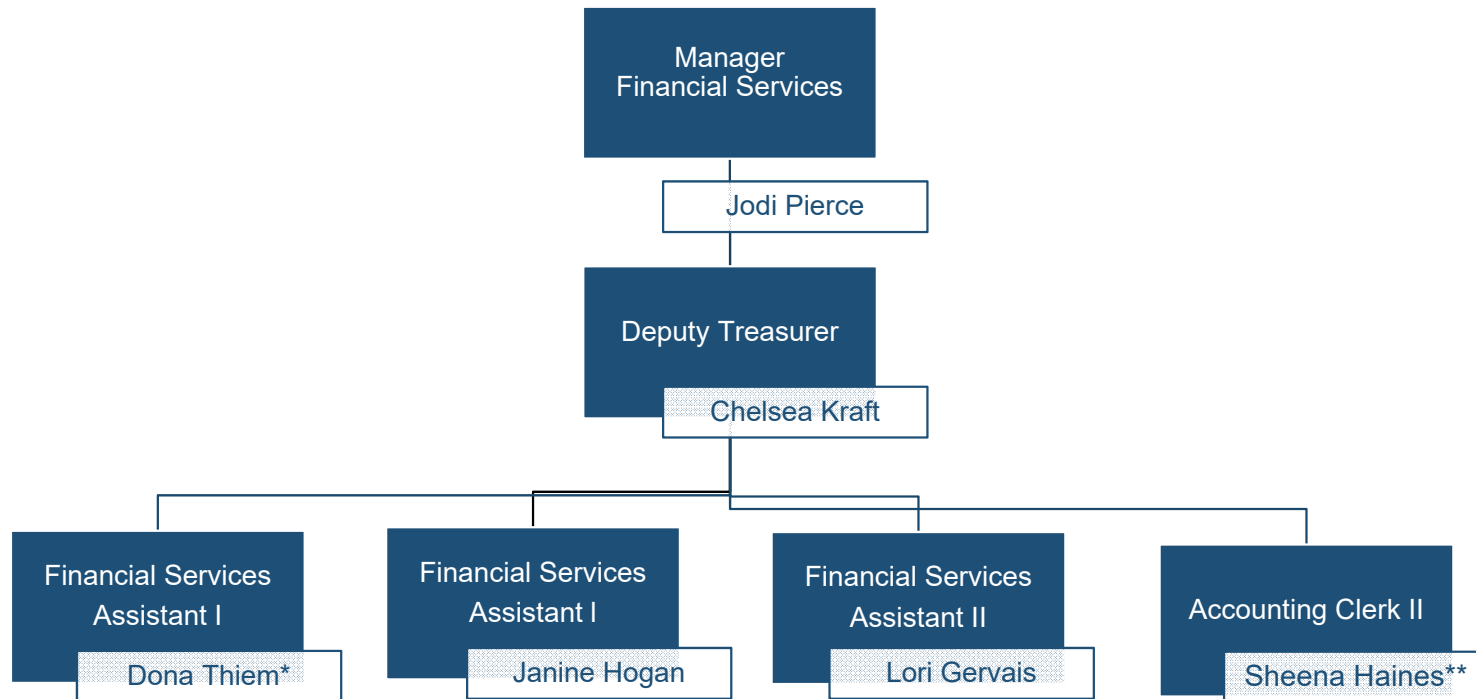 Manager
Financial Services
Jodi Pierce
Deputy Treasurer
Chelsea Kraft
Financial Services
Assistant I
Dona Thiem*
Financial Services
Assistant I
Janine Hogan
Financial Services
Assistant II
Lori Gervais
Accounting Clerk II
Sheena Haines**